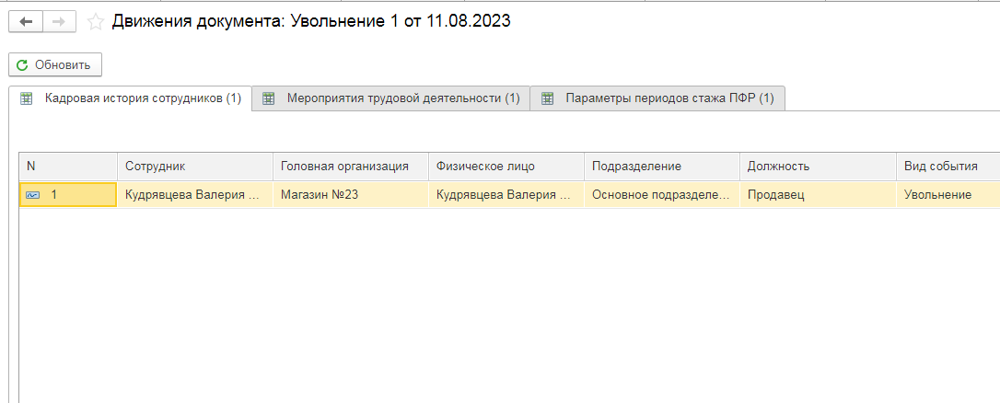 Движения документа: Увольнение 1 от 11.08.2023
Обновить
Кадровая история сотрудников (1) Мероприятия трудовой деятельности (1) Параметры периодов стажа ПФР (1)
N Сотрудник Головная организация Физическое лицо Подразделение Должность Вид события
1 Кудрявцева Валерия ... Магазин №23 Кудрявцева Валерия ... Основное подразделе... Продавец Увольнение